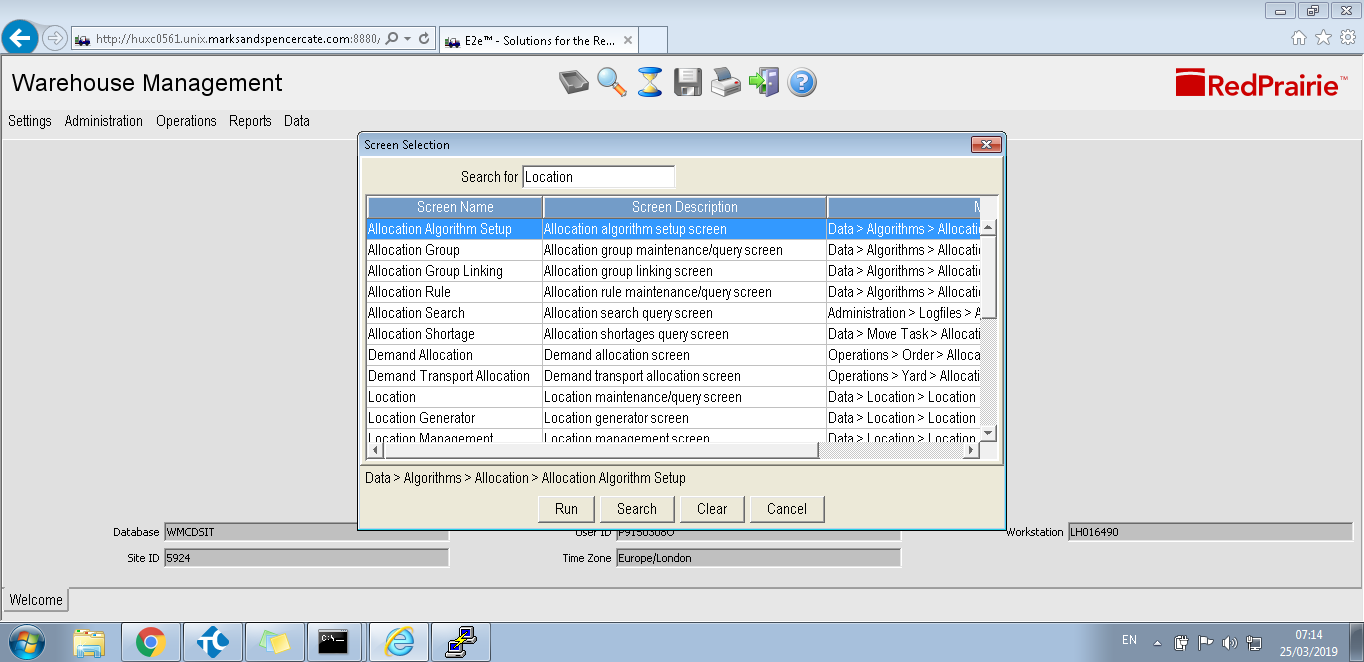 http://huxc0561.unix.marksandspencercate.com:8880,
E2e™ - Solutions for the Re...
Warehouse Management
RedPrairie™
Settings Administration Operations Reports Data
Screen Selection
Search for Location
Screen Name Screen Description
Allocation Algorithm Setup Allocation algorithm setup screen Data > Algorithms > Allocati
Allocation Group Allocation group maintenance/query screen Data > Algorithms > Allocati
Allocation Group Linking Allocation group linking screen Data > Algorithms > Allocati
Allocation Rule Allocation rule maintenance/query screen Data > Algorithms > Allocati
Allocation Search Allocation search query screen Administration > Logfiles > A
Allocation Shortage Allocation shortages query screen Data > Move Task > Allocati
Demand Allocation Demand allocation screen Operations > Order > Alloca
Demand Transport Allocation Demand transport allocation screen Operations > Yard > Allocati
Location Location maintenance/query screen Data > Location > Location
Location Generator Location generator screen Data > Location > Location
Location Management Location management screen Data > Location > Location
Data > Algorithms > Allocation > Allocation Algorithm Setup
Run Search Clear Cancel
Database WMCDSIT User ID Workstation LH016490
Site ID 5924 Time Zone Europe/London
Welcome
C:\
EN 07:14
25/03/2019